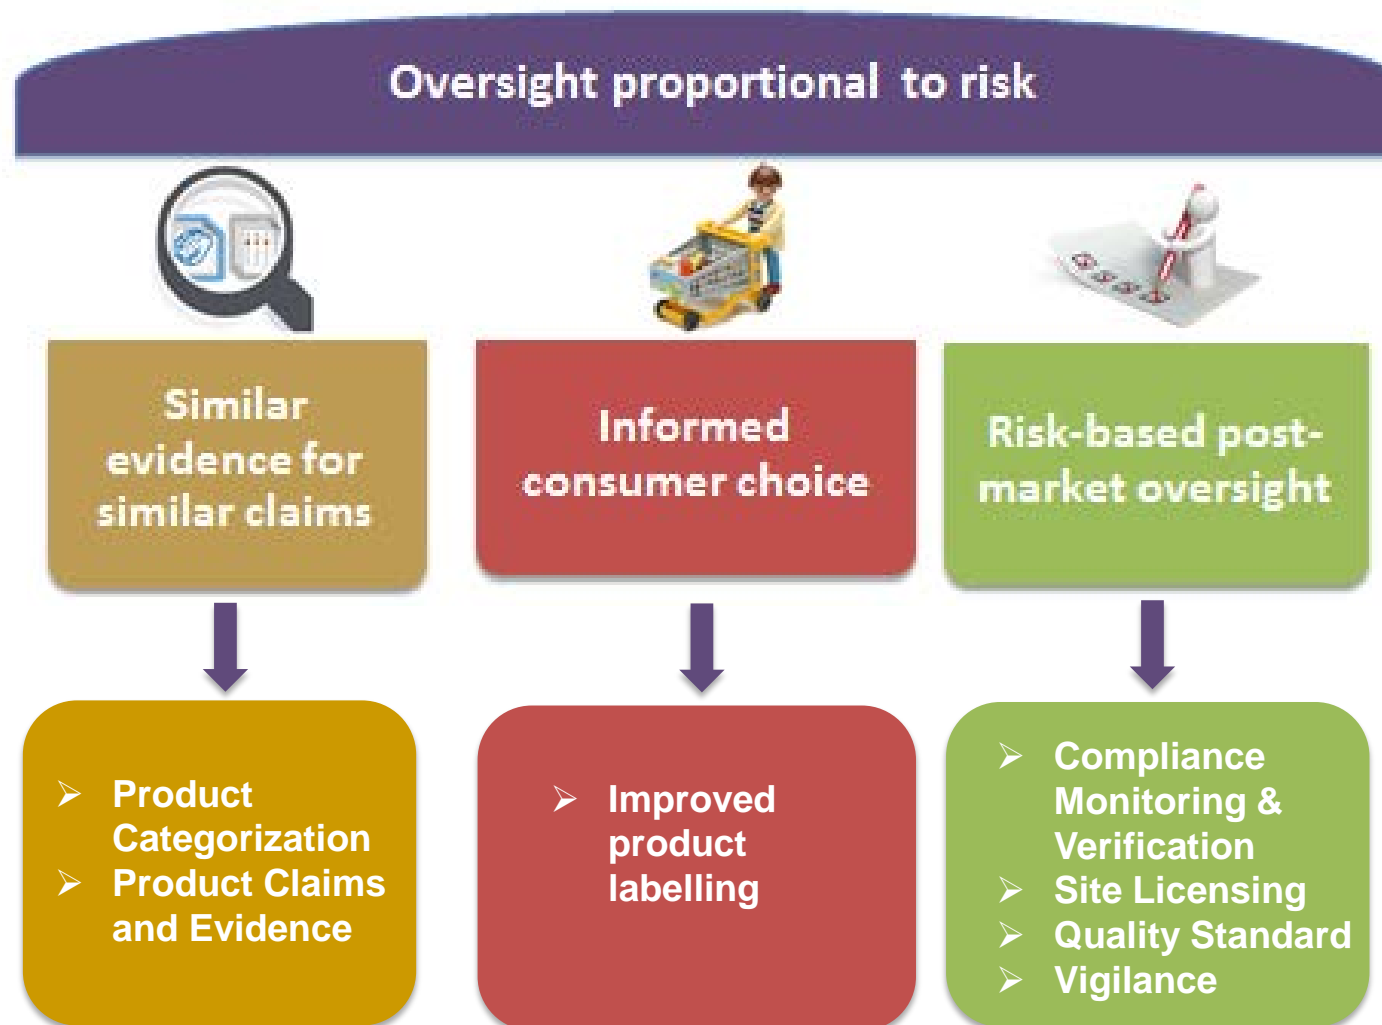 Oversight proportional to risk
Similar
evidence for
similar claims
Informed
consumer choice
Risk-based post-
market oversight
➢ Product
Categorization
➢ Product Claims
and Evidence
➢ Improved
product
labelling
➢ Compliance
Monitoring &
Verification
➢ Site Licensing
➢ Quality Standard
➢ Vigilance